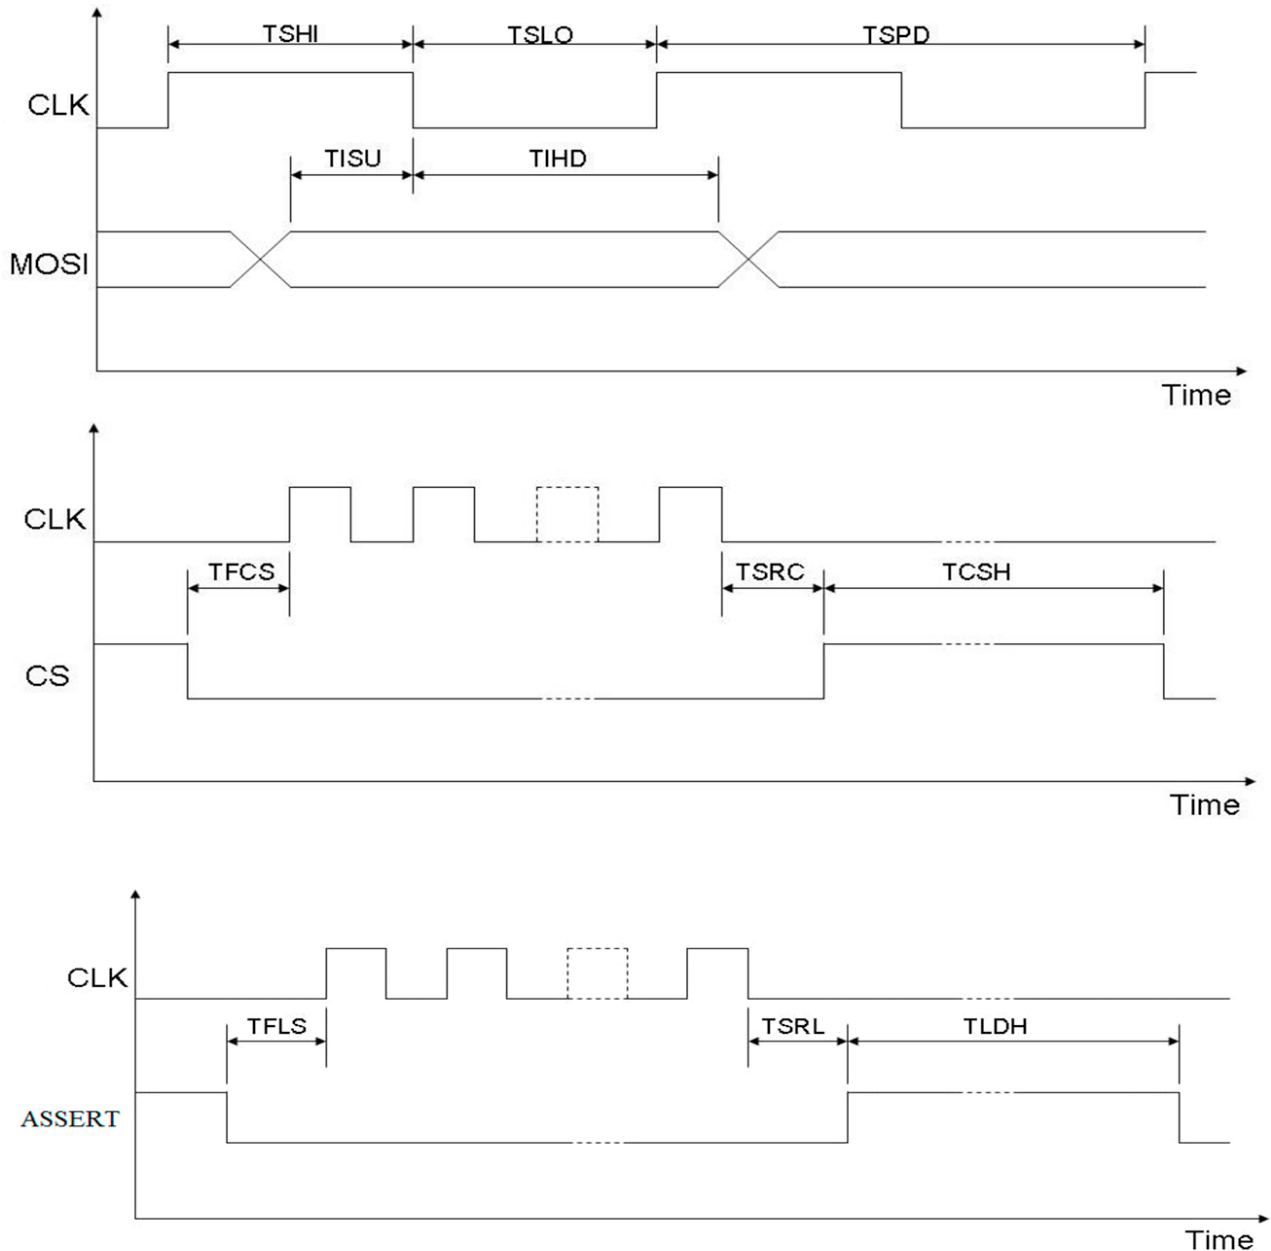 TSHI TSLO TSPD
CLK
TISU TIHD
MOSI
Time
CLK
TFCS TSRC TCSH
CS
Time
CLK
TFLS TSRL TLDH
ASSERT
Time